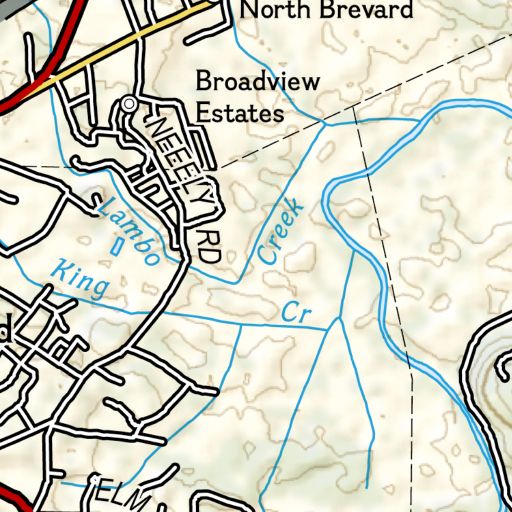 North Brevard
Broadview
Estates
NEELY RD
Lambo Creek
King Cr
d
ELM